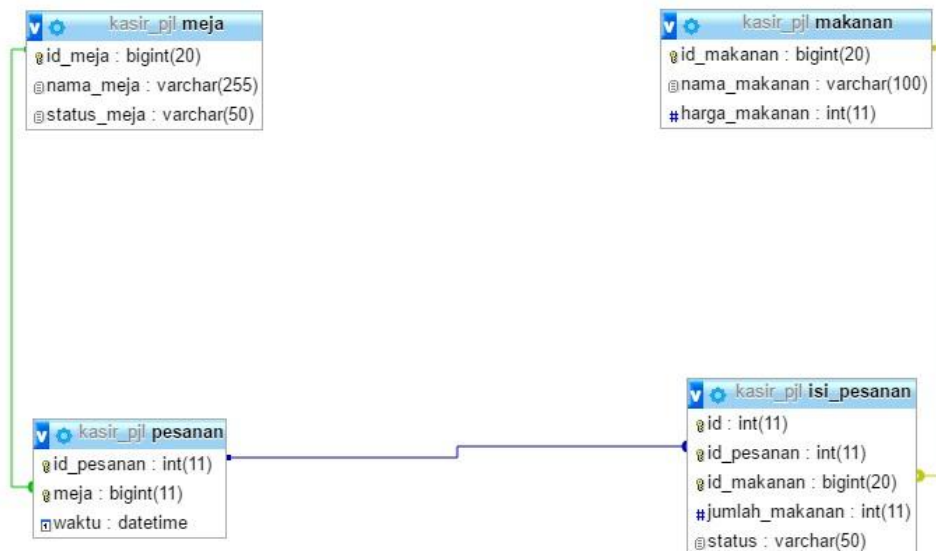 kasir_pjl meja
id_meja : bigint(20)
nama_meja : varchar(255)
status_meja : varchar(50)
kasir_pjl makanan
id_makanan : bigint(20)
nama_makanan : varchar(100)
# harga_makanan : int(11)
kasir_pjl pesanan
id_pesanan : int(11)
meja : bigint(11)
waktu : datetime
kasir_pjl isi_pesanan
id : int(11)
id_pesanan : int(11)
id_makanan : bigint(20)
# jumlah_makanan : int(11)
status : varchar(50)